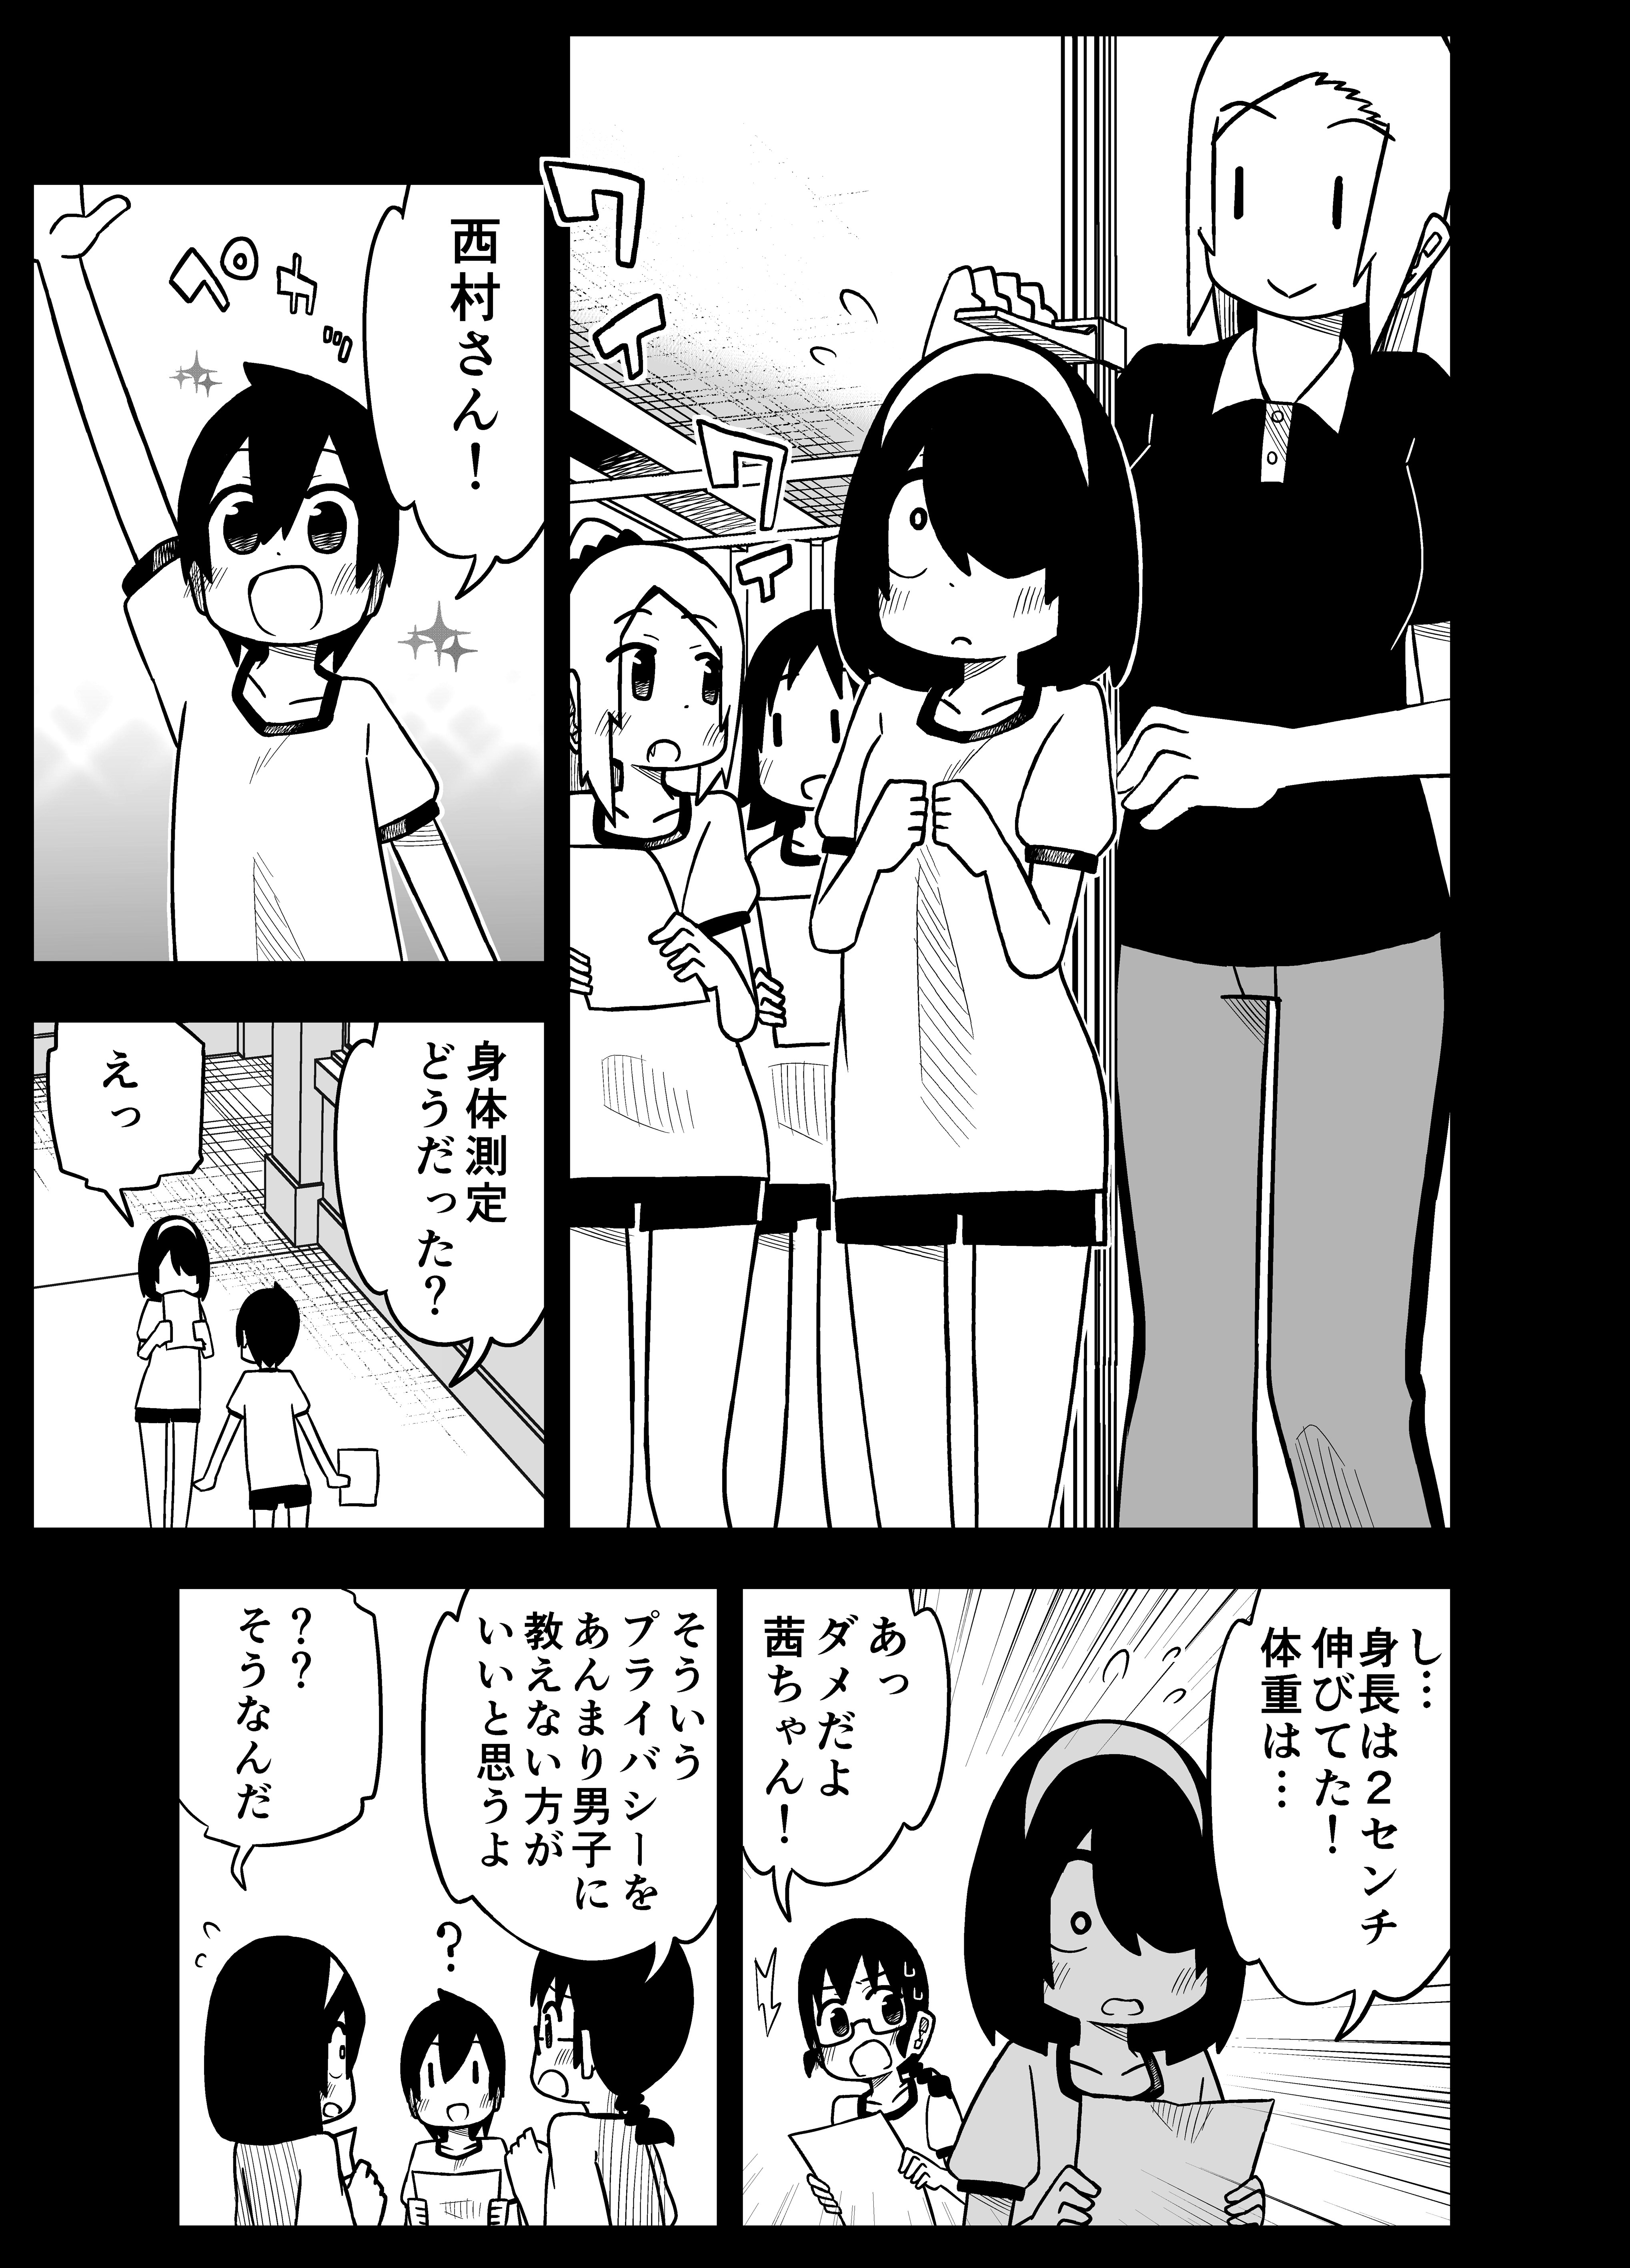 ワイ
ワイ
西村さん！
ペカーッ
身体測定
どうだった？
えっ
し…
身長は２センチ
伸びてた！
体重は…
あっ
ダメだよ
茜ちゃん！
そういう
プライバシーを
あんまり男子に
教えない方が
いいと思うよ
？
？？
そうなんだ